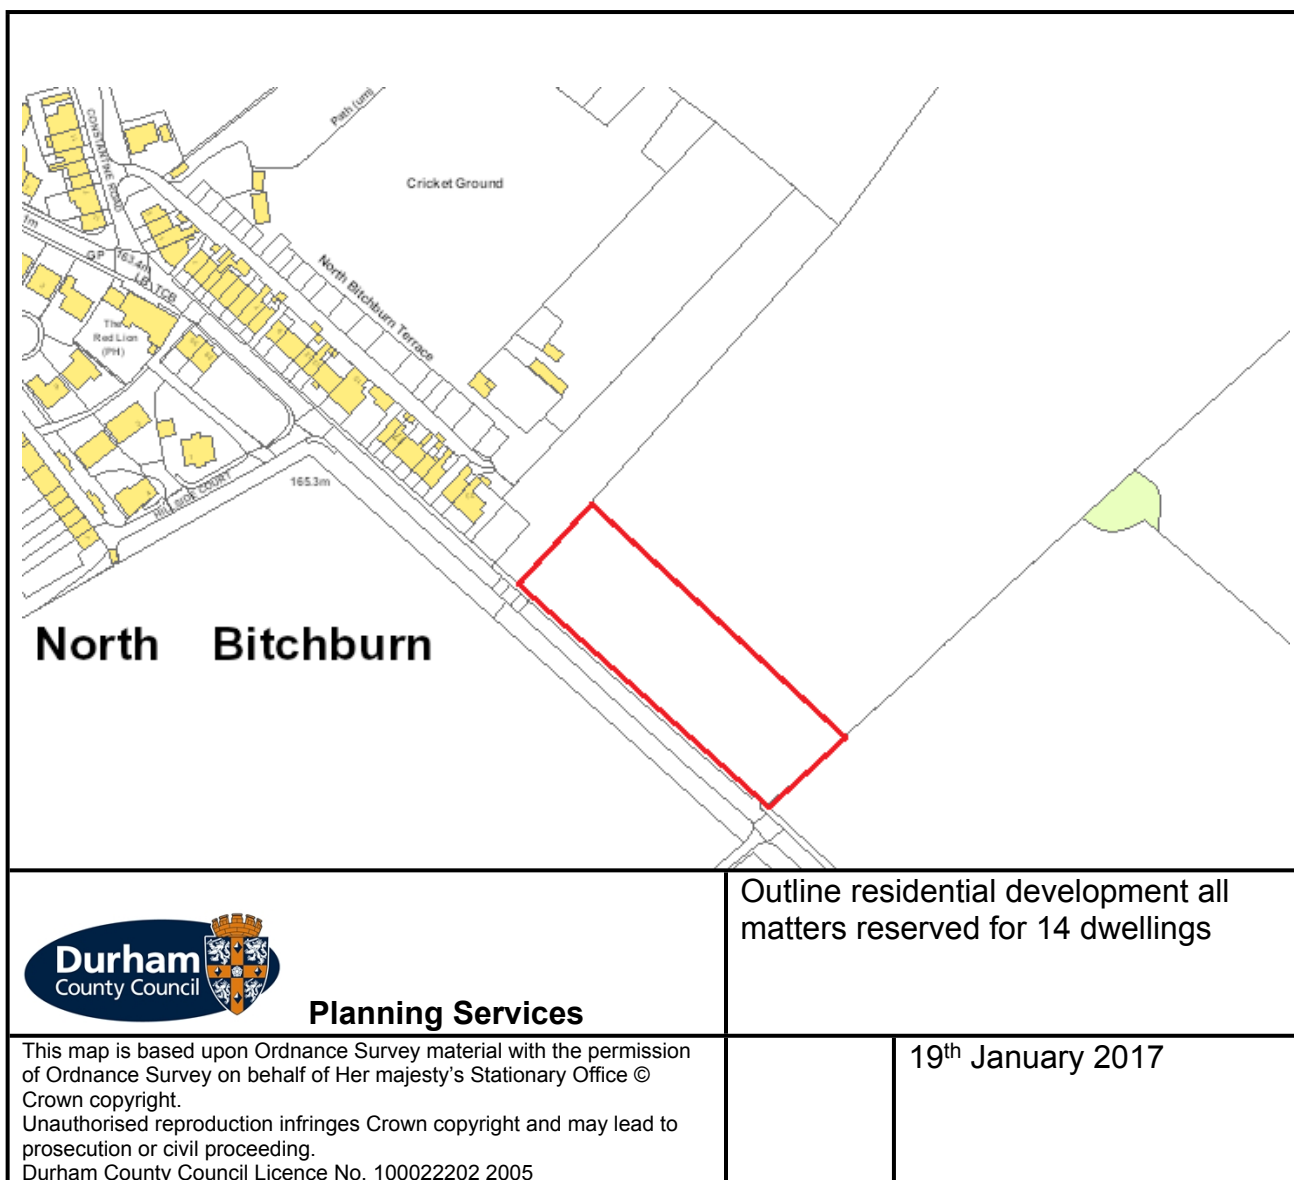 CONSTANTINE ROAD
Path (um)
Cricket Ground
1m
GP
163.4m
LB
TCB
North Bitchburn Terrace
The
Red Lion
(PH)
165.3m
HILLSIDE COURT
North Bitchburn
Outline residential development all
matters reserved for 14 dwellings
Durham
County Council
Planning Services
This map is based upon Ordnance Survey material with the permission
of Ordnance Survey on behalf of Her majesty’s Stationary Office ©
Crown copyright.
Unauthorised reproduction infringes Crown copyright and may lead to
prosecution or civil proceeding.
Durham County Council Licence No. 100022202 2005
19th January 2017